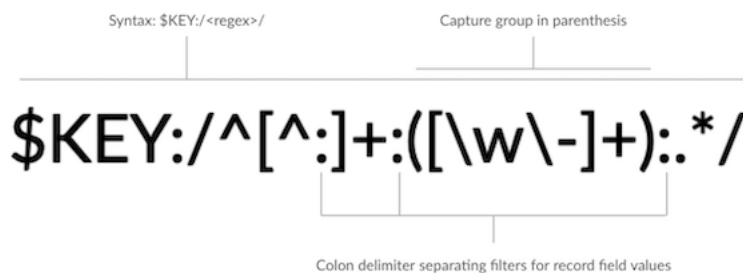 Syntax: $KEY:/<regex>/
Capture group in parenthesis
$KEY:/^[^:]+:([\w\-]+):.*/
Colon delimiter separating filters for record field values